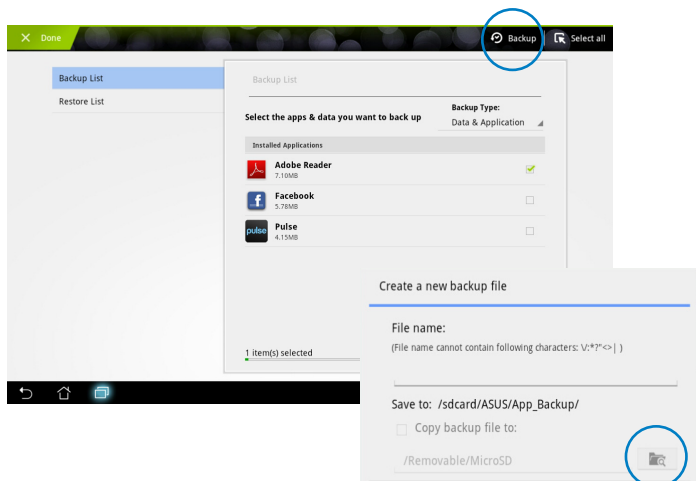 Done
Backup
Select all
Backup List
Restore List
Backup List
Select the apps & data you want to back up
Backup Type:
Data & Application
Installed Applications
Adobe Reader
7.10MB
Facebook
5.78MB
pulse
Pulse
4.15MB
1 item(s) selected
Create a new backup file
File name:
(File name cannot contain following characters: \/:*?"<>| )
Save to: /sdcard/ASUS/App_Backup/
Copy backup file to:
/Removable/MicroSD